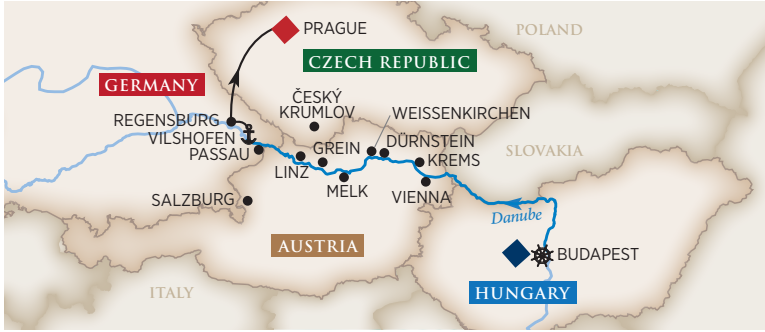 POLAND
PRAGUE
CZECH REPUBLIC
GERMANY
ČESKÝ
KRUMLOV
WEISSENKIRCHEN
REGENSBURG
VILSHOFEN
PASSAU
GREIN
DÜRNSTEIN
KREMS
SLOVAKIA
LINZ
MELK
VIENNA
SALZBURG
Danube
AUSTRIA
BUDAPEST
ITALY
HUNGARY